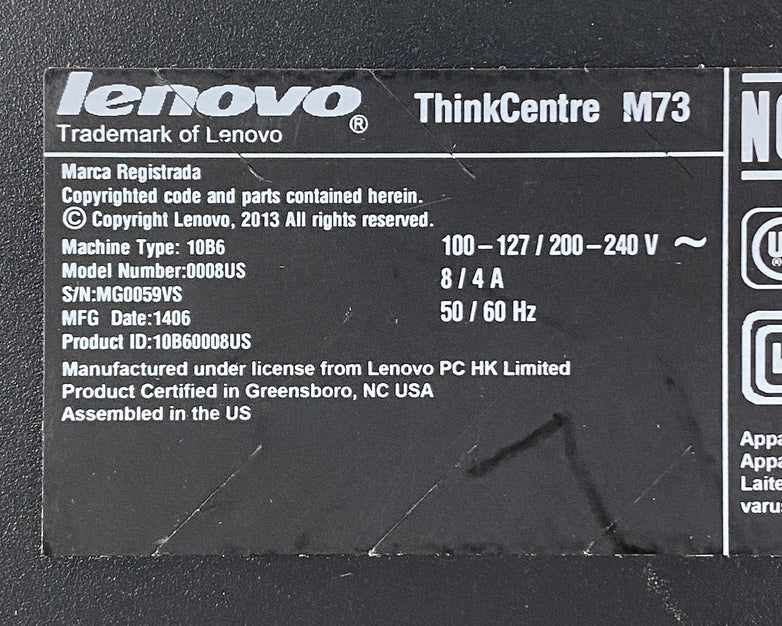 lenovo®
Trademark of Lenovo
ThinkCentre M73
Marca Registrada
Copyrighted code and parts contained herein.
© Copyright Lenovo, 2013 All rights reserved.
Machine Type: 10B6
Model Number:0008US
S/N:MG0059VS
MFG Date:1406
Product ID:10B60008US
100–127 / 200–240 V ~
8 / 4 A
50 / 60 Hz
Manufactured under license from Lenovo PC HK Limited
Product Certified in Greensboro, NC USA
Assembled in the US